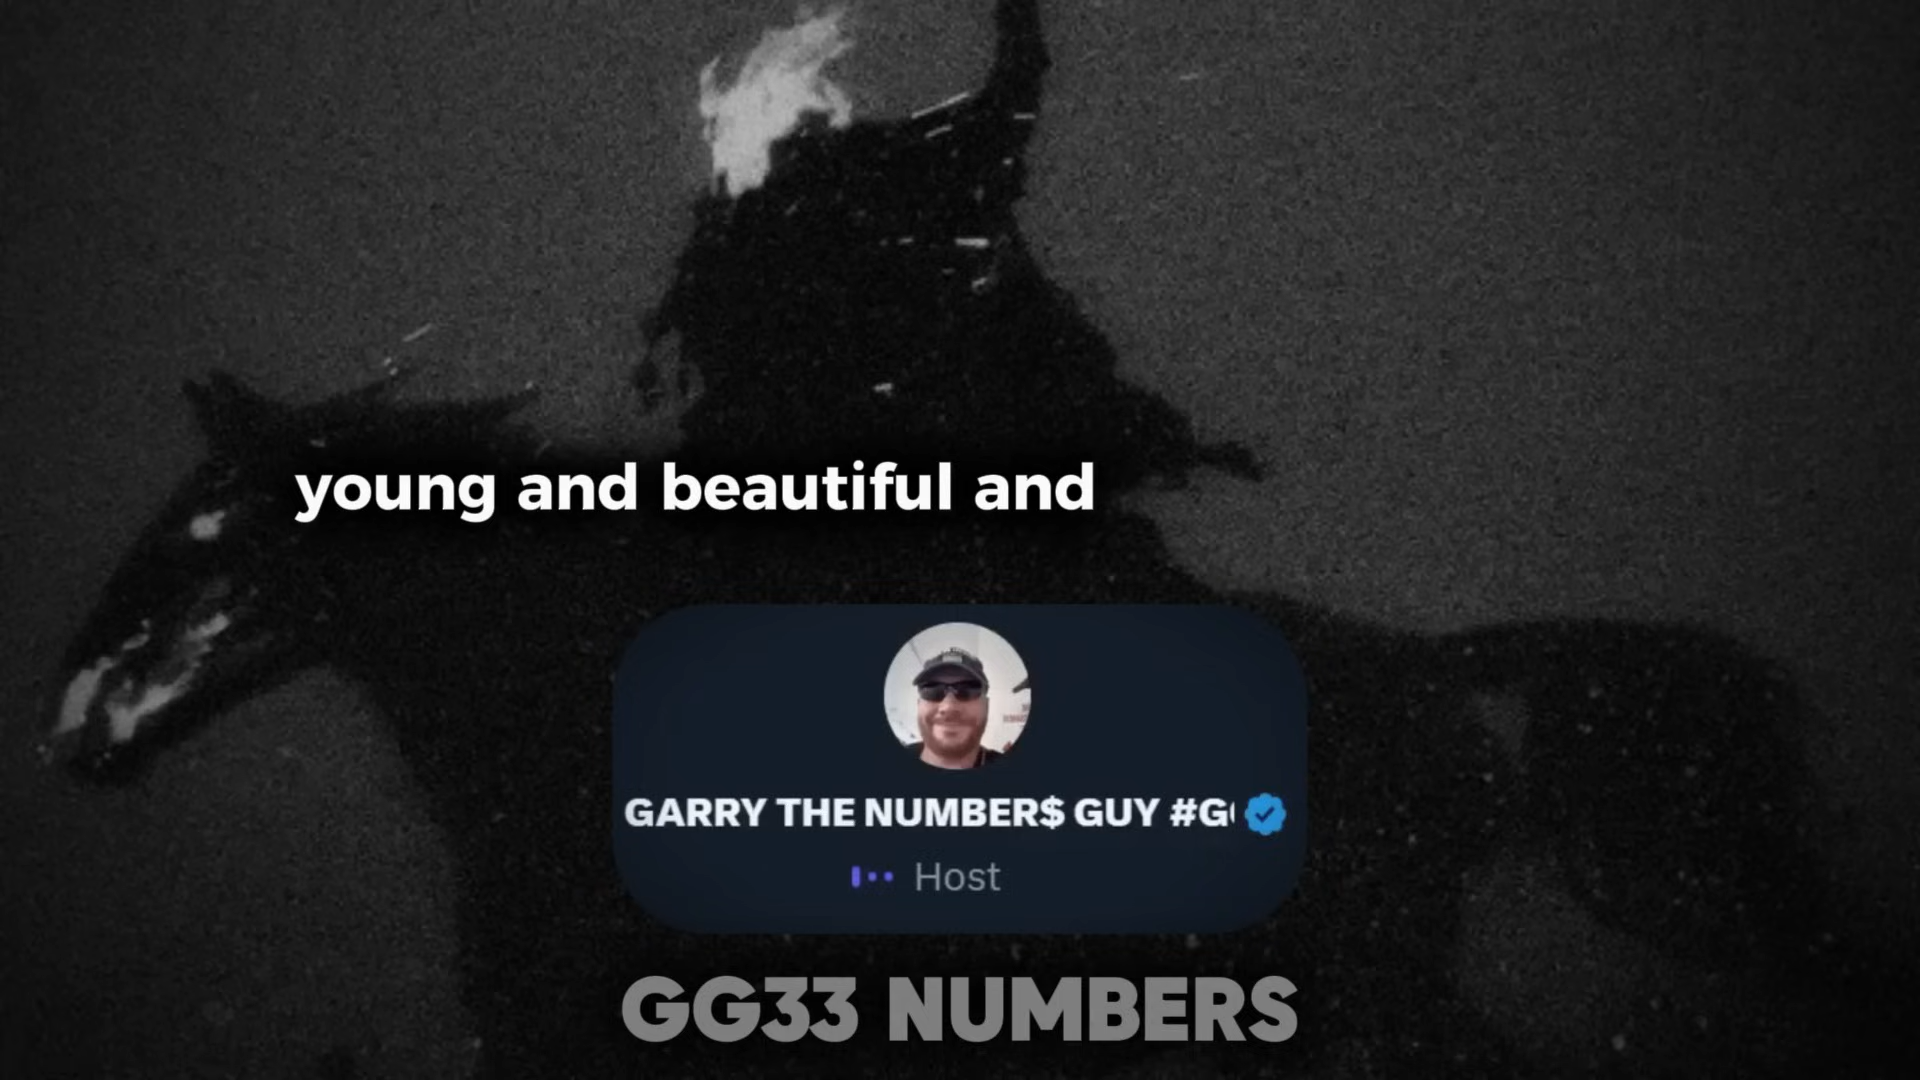 young and beautiful and
GARRY THE NUMBER$ GUY #G
Host
GG33 NUMBERS